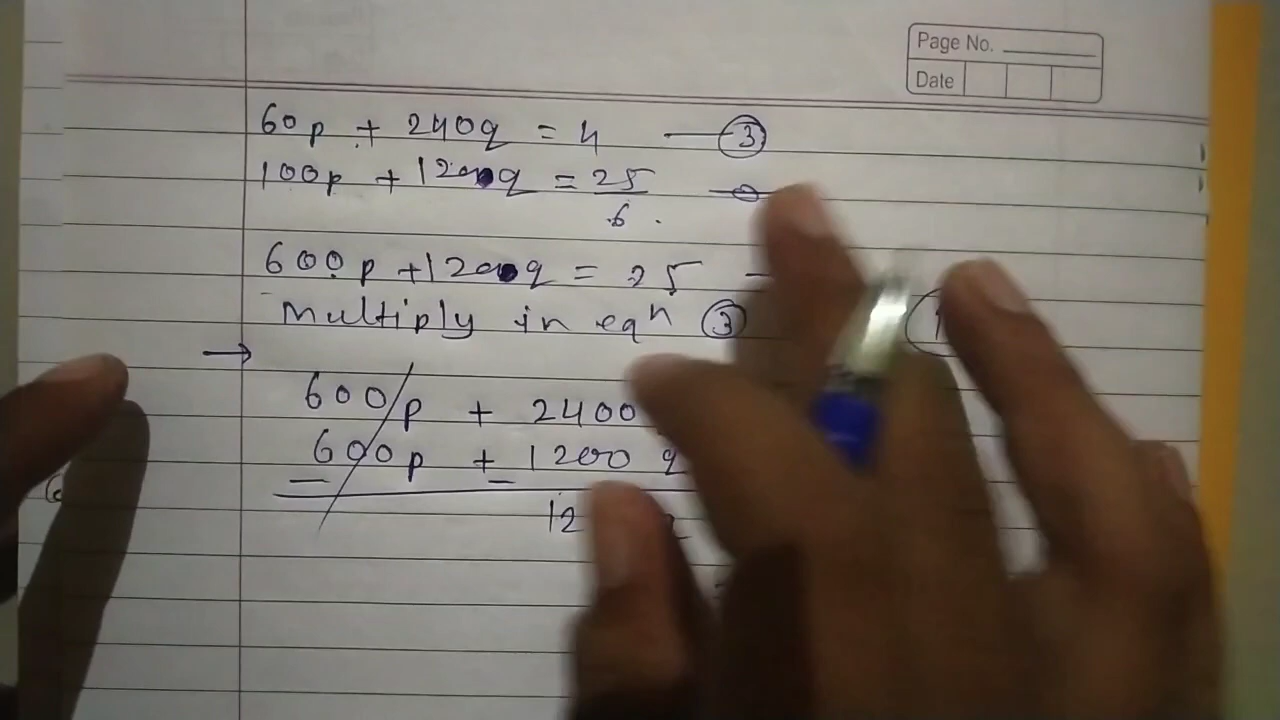 Page No.
Date
60p + 240q = 4 — ③
100p + 1200q = 25/6
600p + 1200q = 25 —
Multiply in eqⁿ ③
→
600p + 2400
600p + 1200 q
12